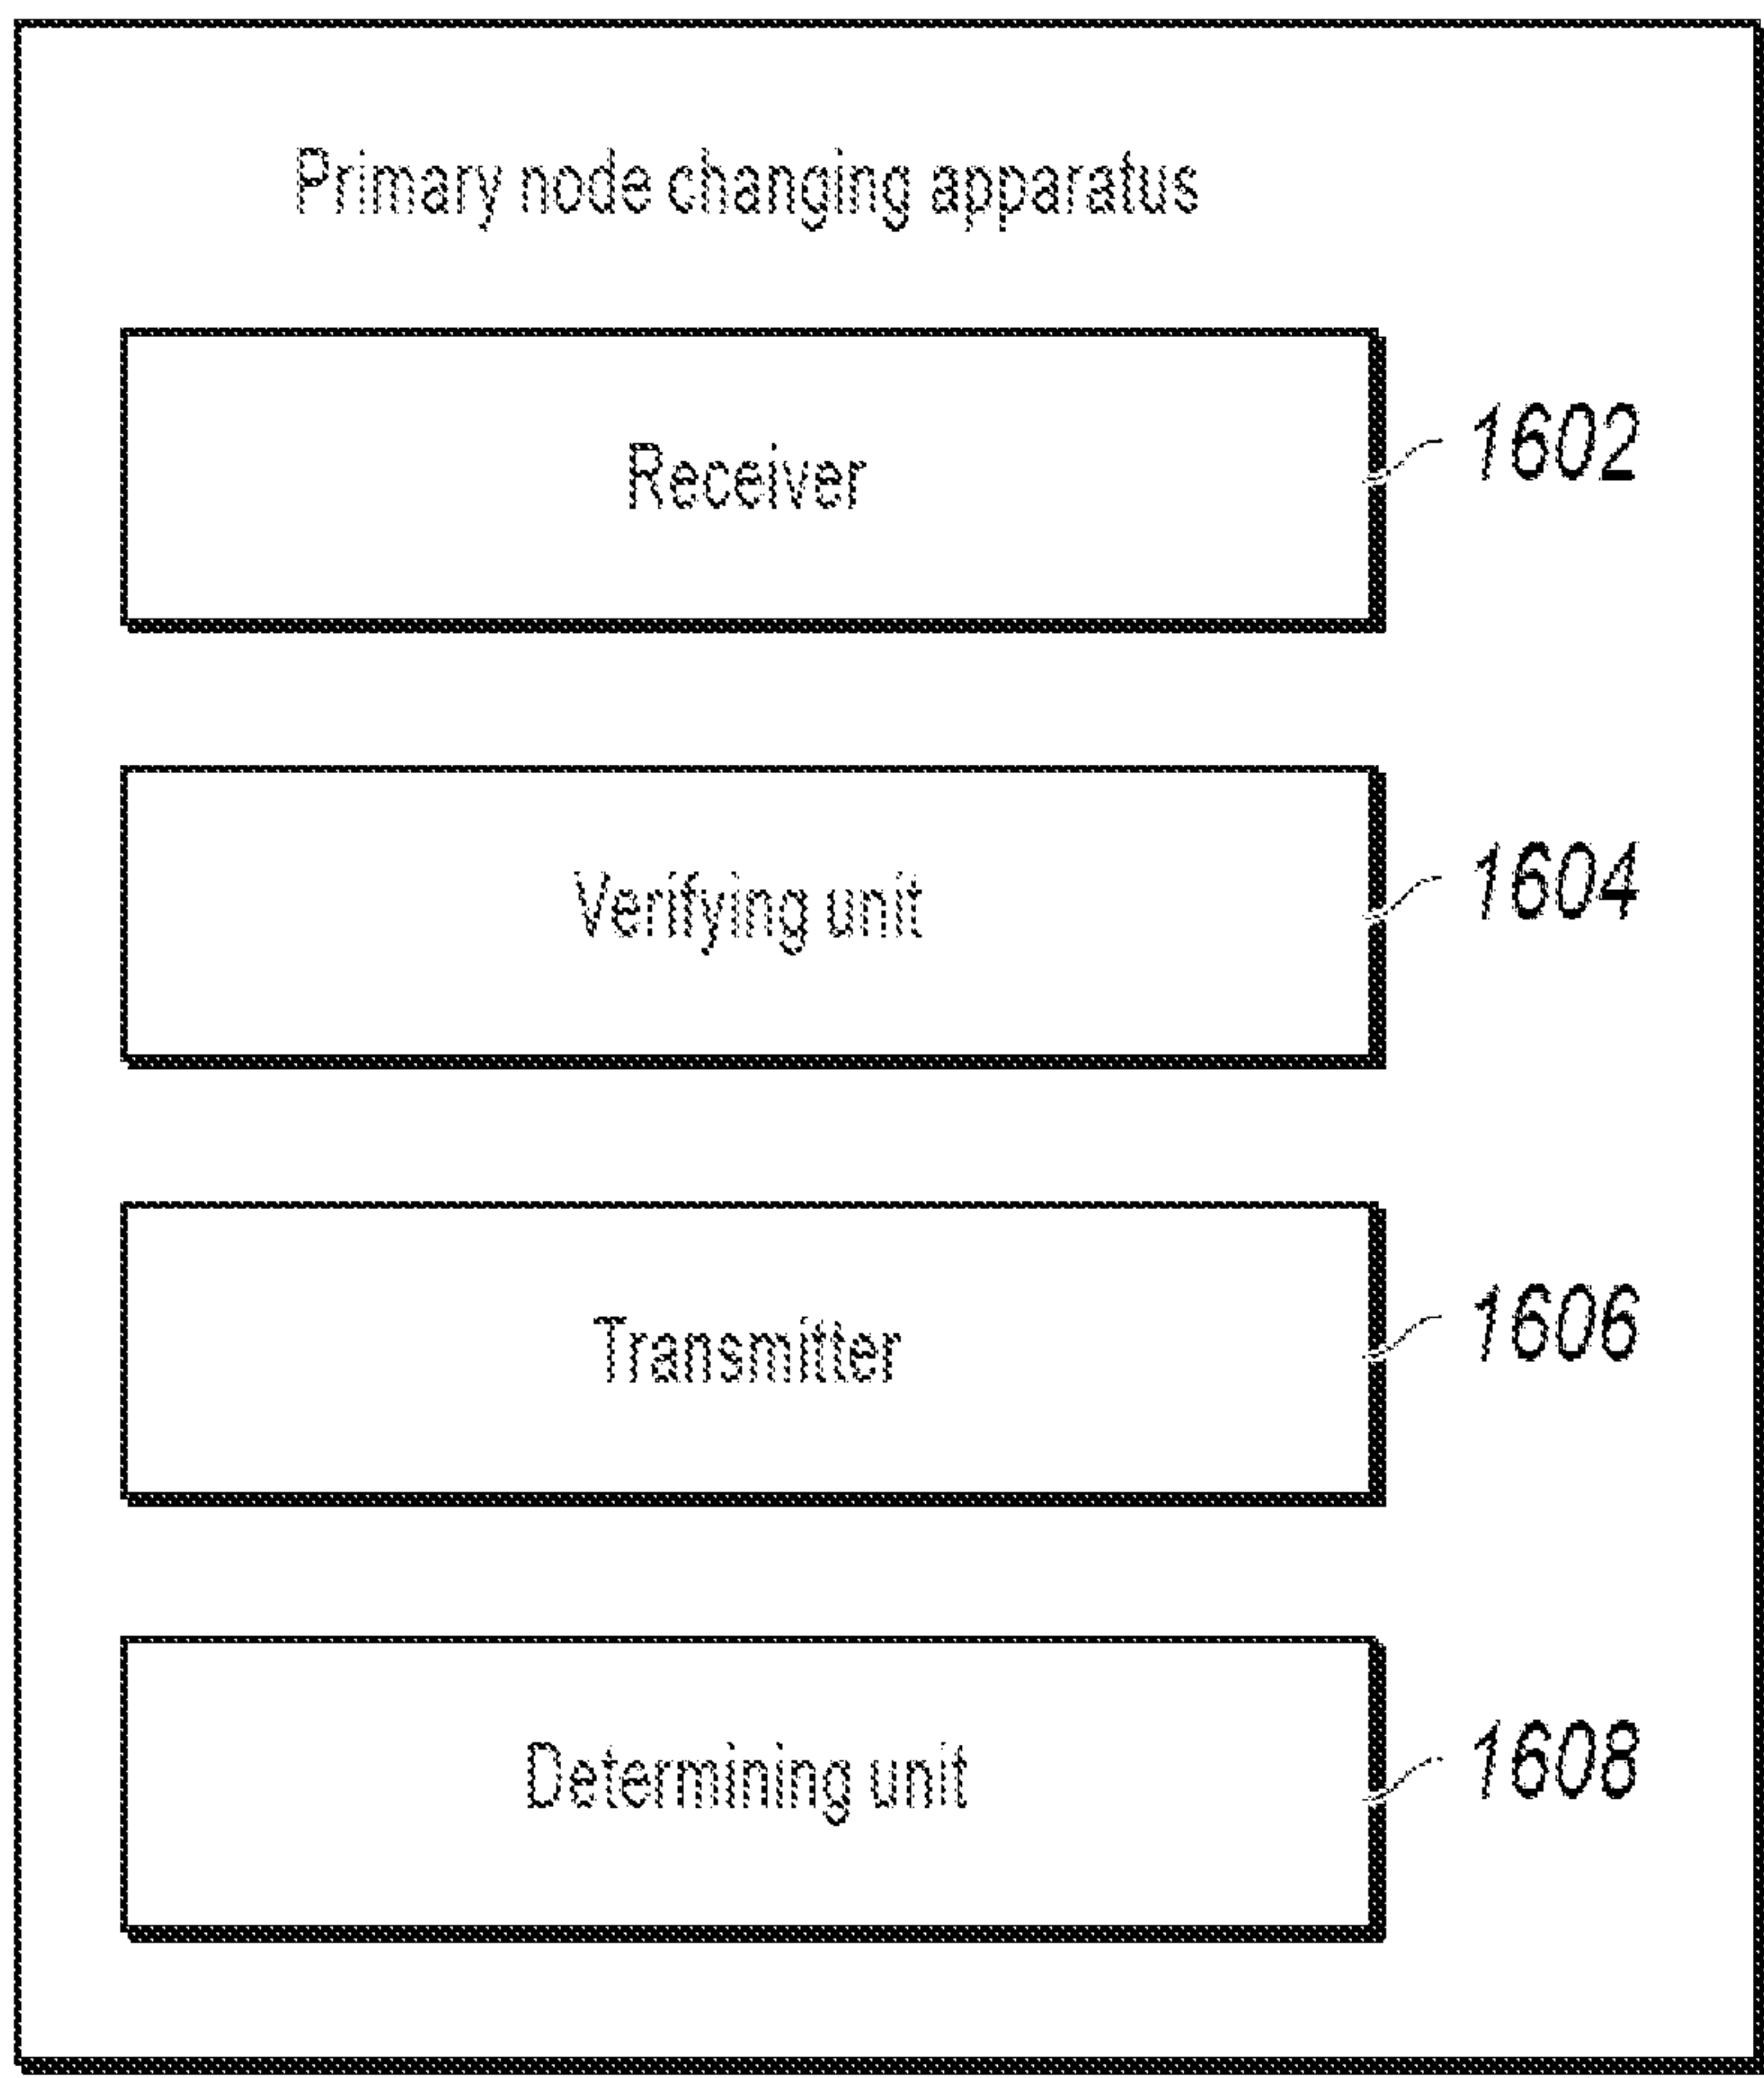 Primary node changing apparatus
Receiver
1602
Verifying unit
1604
Transmitter
1606
Determining unit
1608